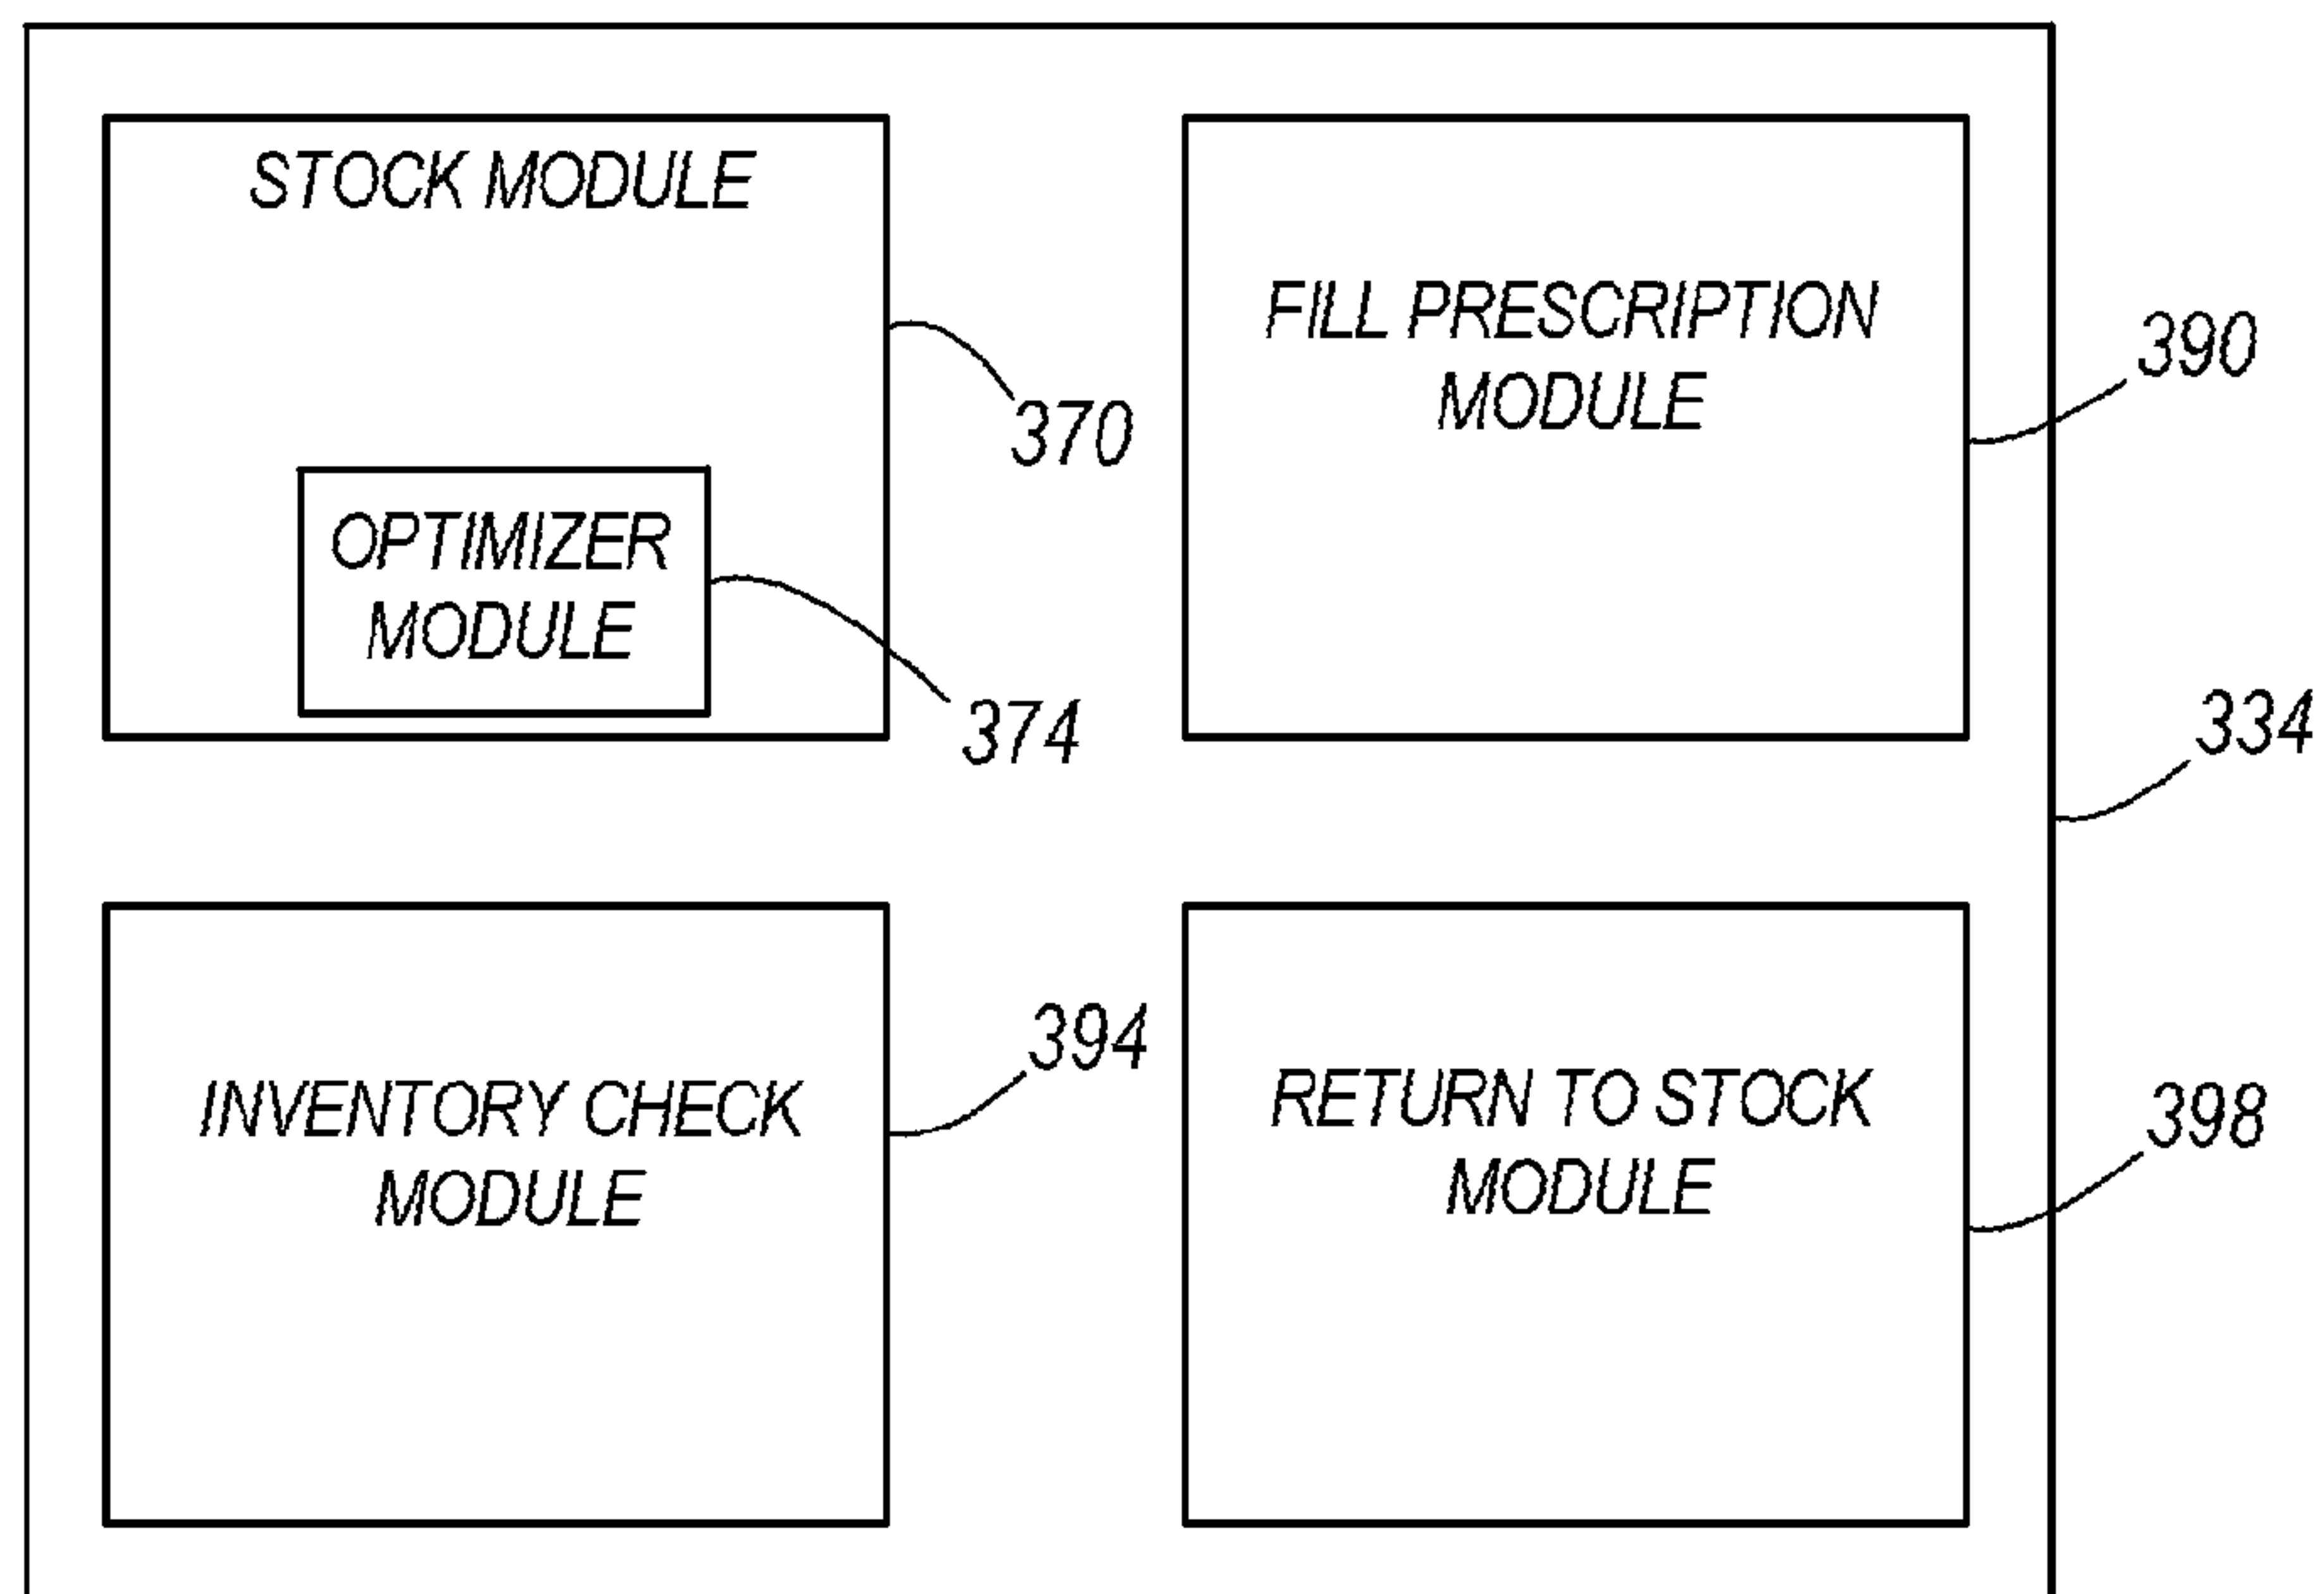 STOCK MODULE
OPTIMIZER
MODULE
370
374
FILL PRESCRIPTION
MODULE
390
334
INVENTORY CHECK
MODULE
394
RETURN TO STOCK
MODULE
398